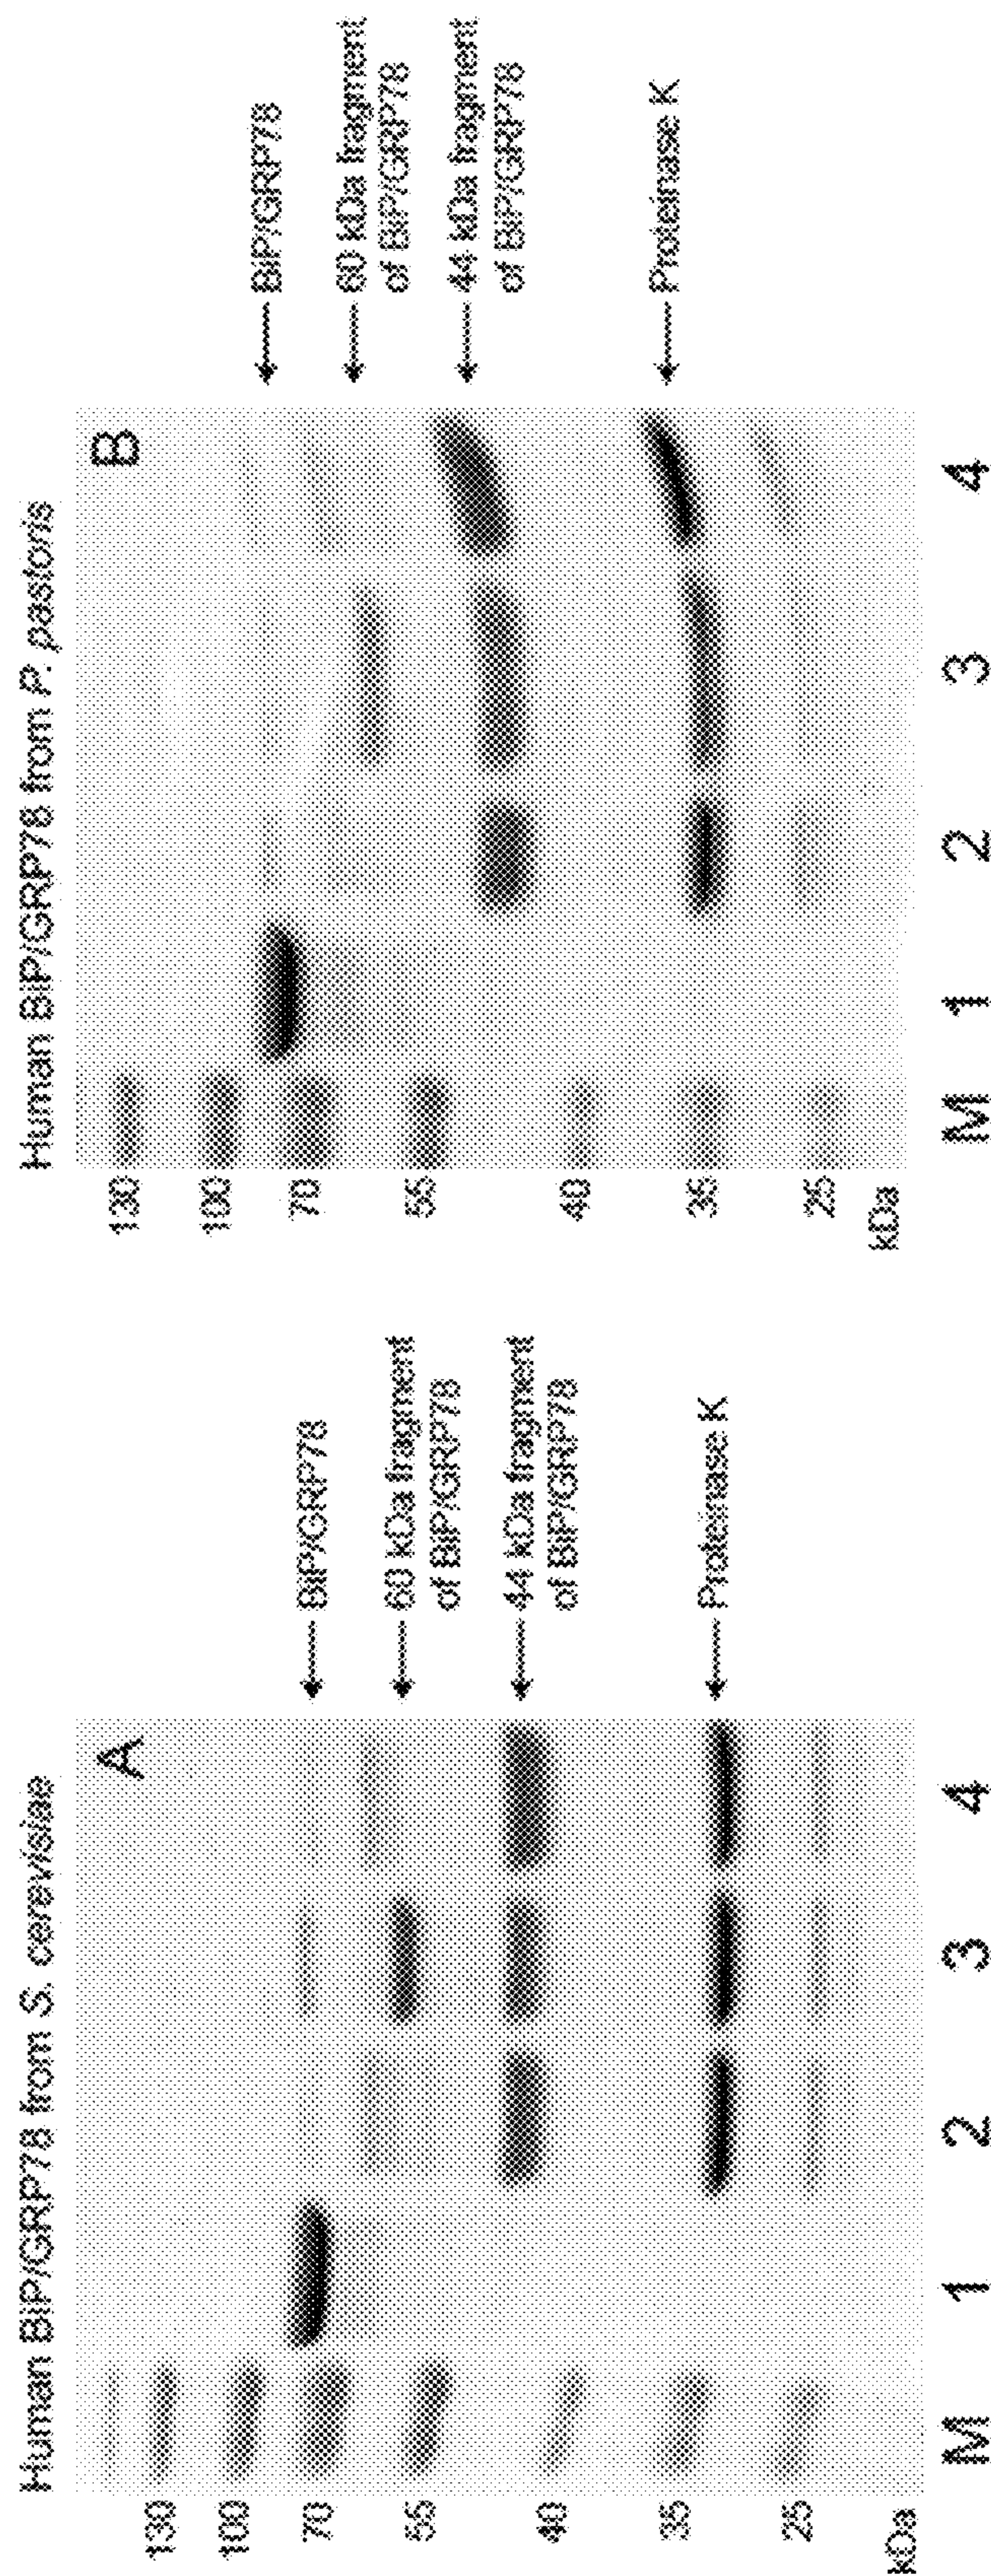 Human BiP/GRP78 from S. cerevisiae
A
130
100
70
55
40
35
25
kDa
M 1 2 3 4
BiP/GRP78
60 kDa fragment
of BiP/GRP78
44 kDa fragment
of BiP/GRP78
Proteinase K
Human BiP/GRP78 from P. pastoris
B
130
100
70
55
40
35
25
kDa
M 1 2 3 4
BiP/GRP78
60 kDa fragment
of BiP/GRP78
44 kDa fragment
of BiP/GRP78
Proteinase K